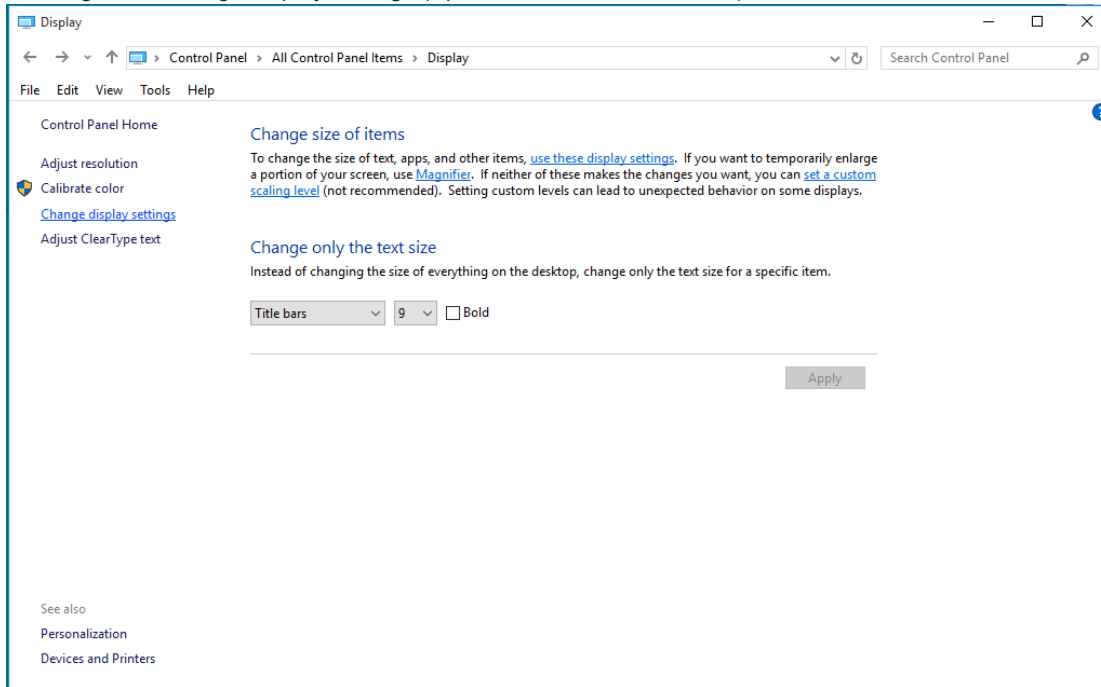 Display
Control Panel > All Control Panel Items > Display
Search Control Panel
File Edit View Tools Help
Control Panel Home
Adjust resolution
Calibrate color
Change display settings
Adjust ClearType text
Change size of items
To change the size of text, apps, and other items, use these display settings. If you want to temporarily enlarge
a portion of your screen, use Magnifier. If neither of these makes the changes you want, you can set a custom
scaling level (not recommended). Setting custom levels can lead to unexpected behavior on some displays.
Change only the text size
Instead of changing the size of everything on the desktop, change only the text size for a specific item.
Title bars 9 Bold
Apply
See also
Personalization
Devices and Printers